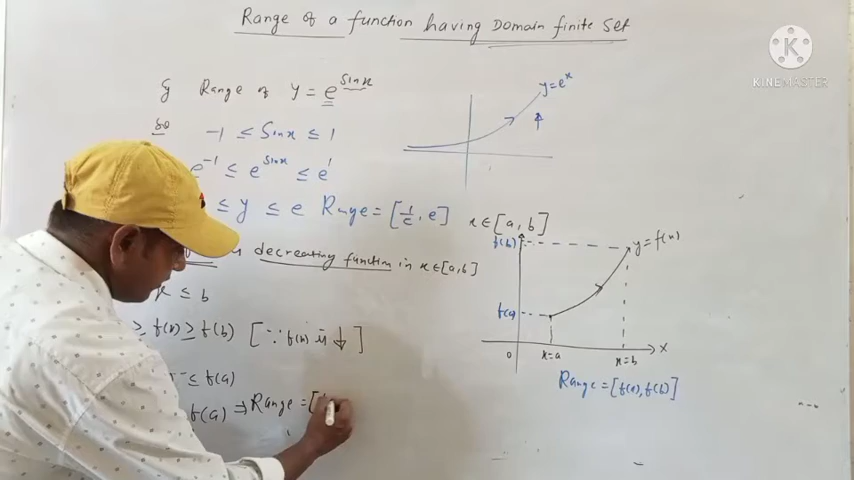 Range of a function having Domain finite set
KINEMASTER
Range of y = e^sinx
-1 ≤ sinx ≤ 1
e^-1 ≤ e^sinx ≤ e^1
≤ y ≤ e Range = [1/e, e]
decreasing function in x∈[a,b]
x ≤ b
≥ f(x) ≥ f(b) [∵ f(x) is ↓]
≤ f(a)
f(a) ⇒ Range = [
y = e^x
x∈[a, b]
f(b)
y = f(x)
f(a)
0 x=a x=b X
Range = [f(a), f(b)]